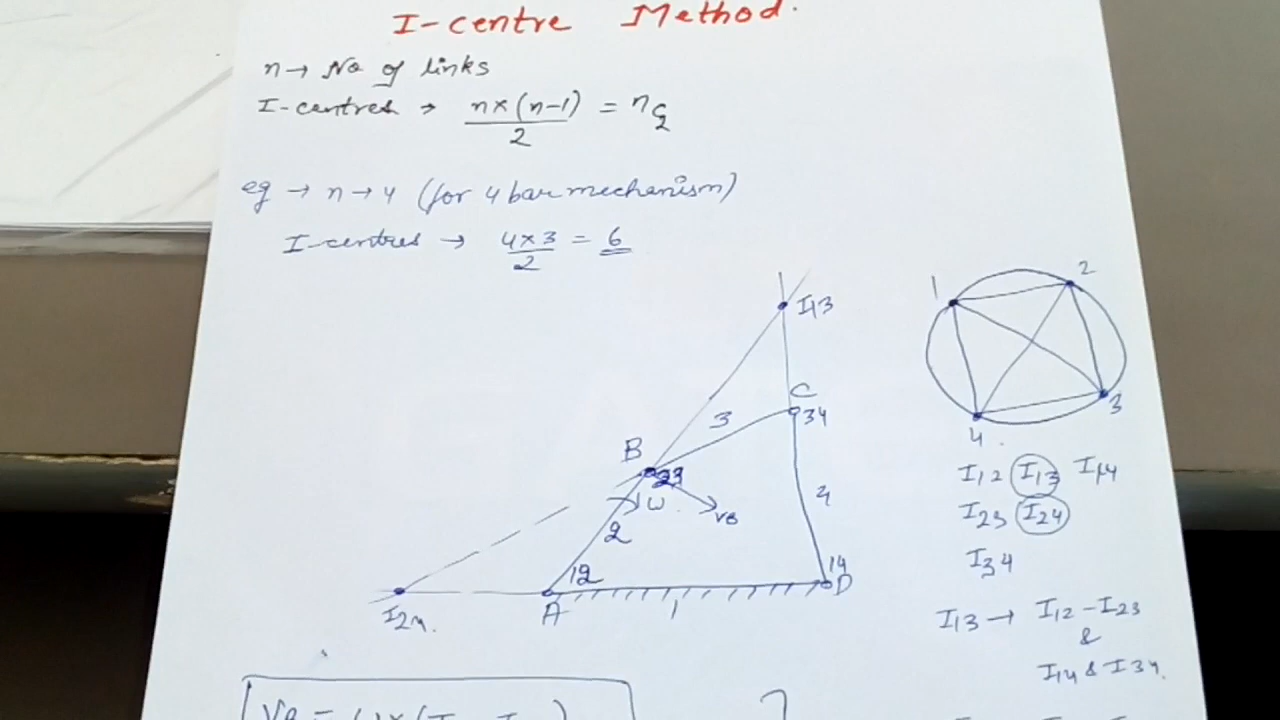 I-centre Method.
n → No of links
I-centres → n×(n-1)/2 = nC2
eg → n → 4 (for 4 bar mechanism)
I-centres → 4×3/2 = 6
I13
C
34
3
B
23
ω
VB
2
4
12
14
I24.
A
1
D
1
2
3
4.
I12 I13 I14
I23 I24
I34
I13 → I12 - I23
&
I14 & I34.